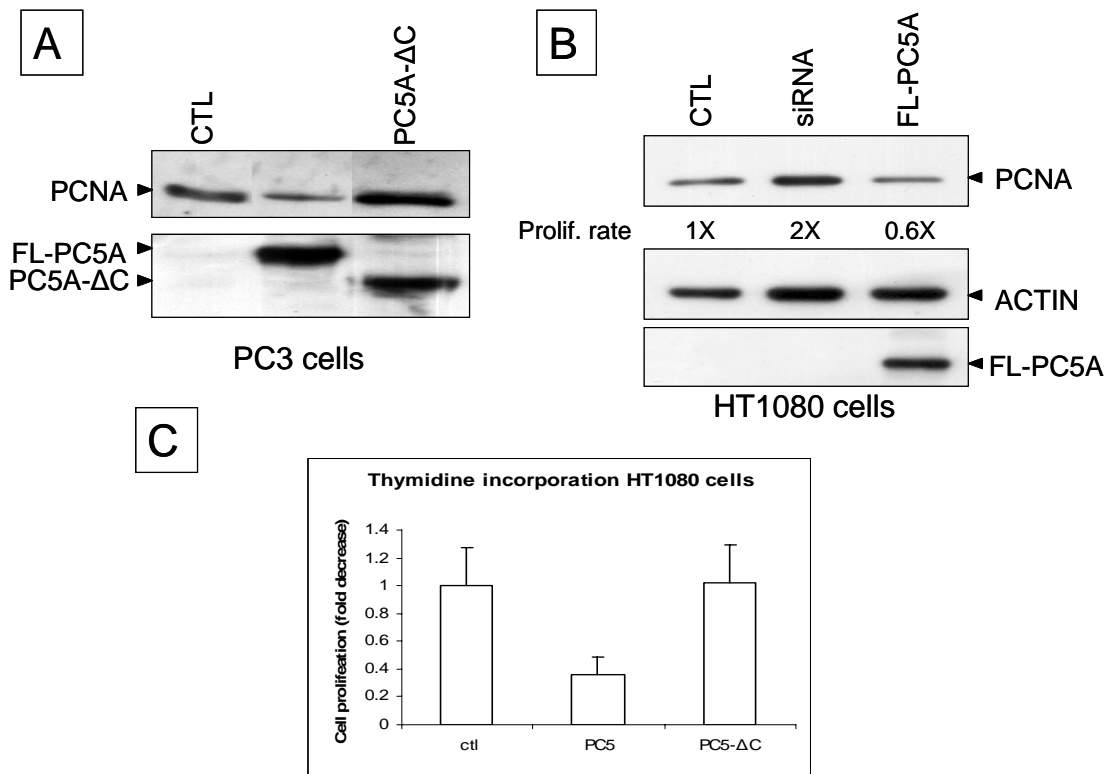 A
CTL
PC5A-ΔC
PCNA
FL-PC5A
PC5A-ΔC
PC3 cells
B
CTL
siRNA
FL-PC5A
PCNA
Prolif. rate 1X 2X 0.6X
ACTIN
FL-PC5A
HT1080 cells
C
Thymidine incorporation HT1080 cells
Cell prolifeation (fold decrease)
1.4
1.2
1
0.8
0.6
0.4
0.2
0
ctl PC5 PC5-ΔC